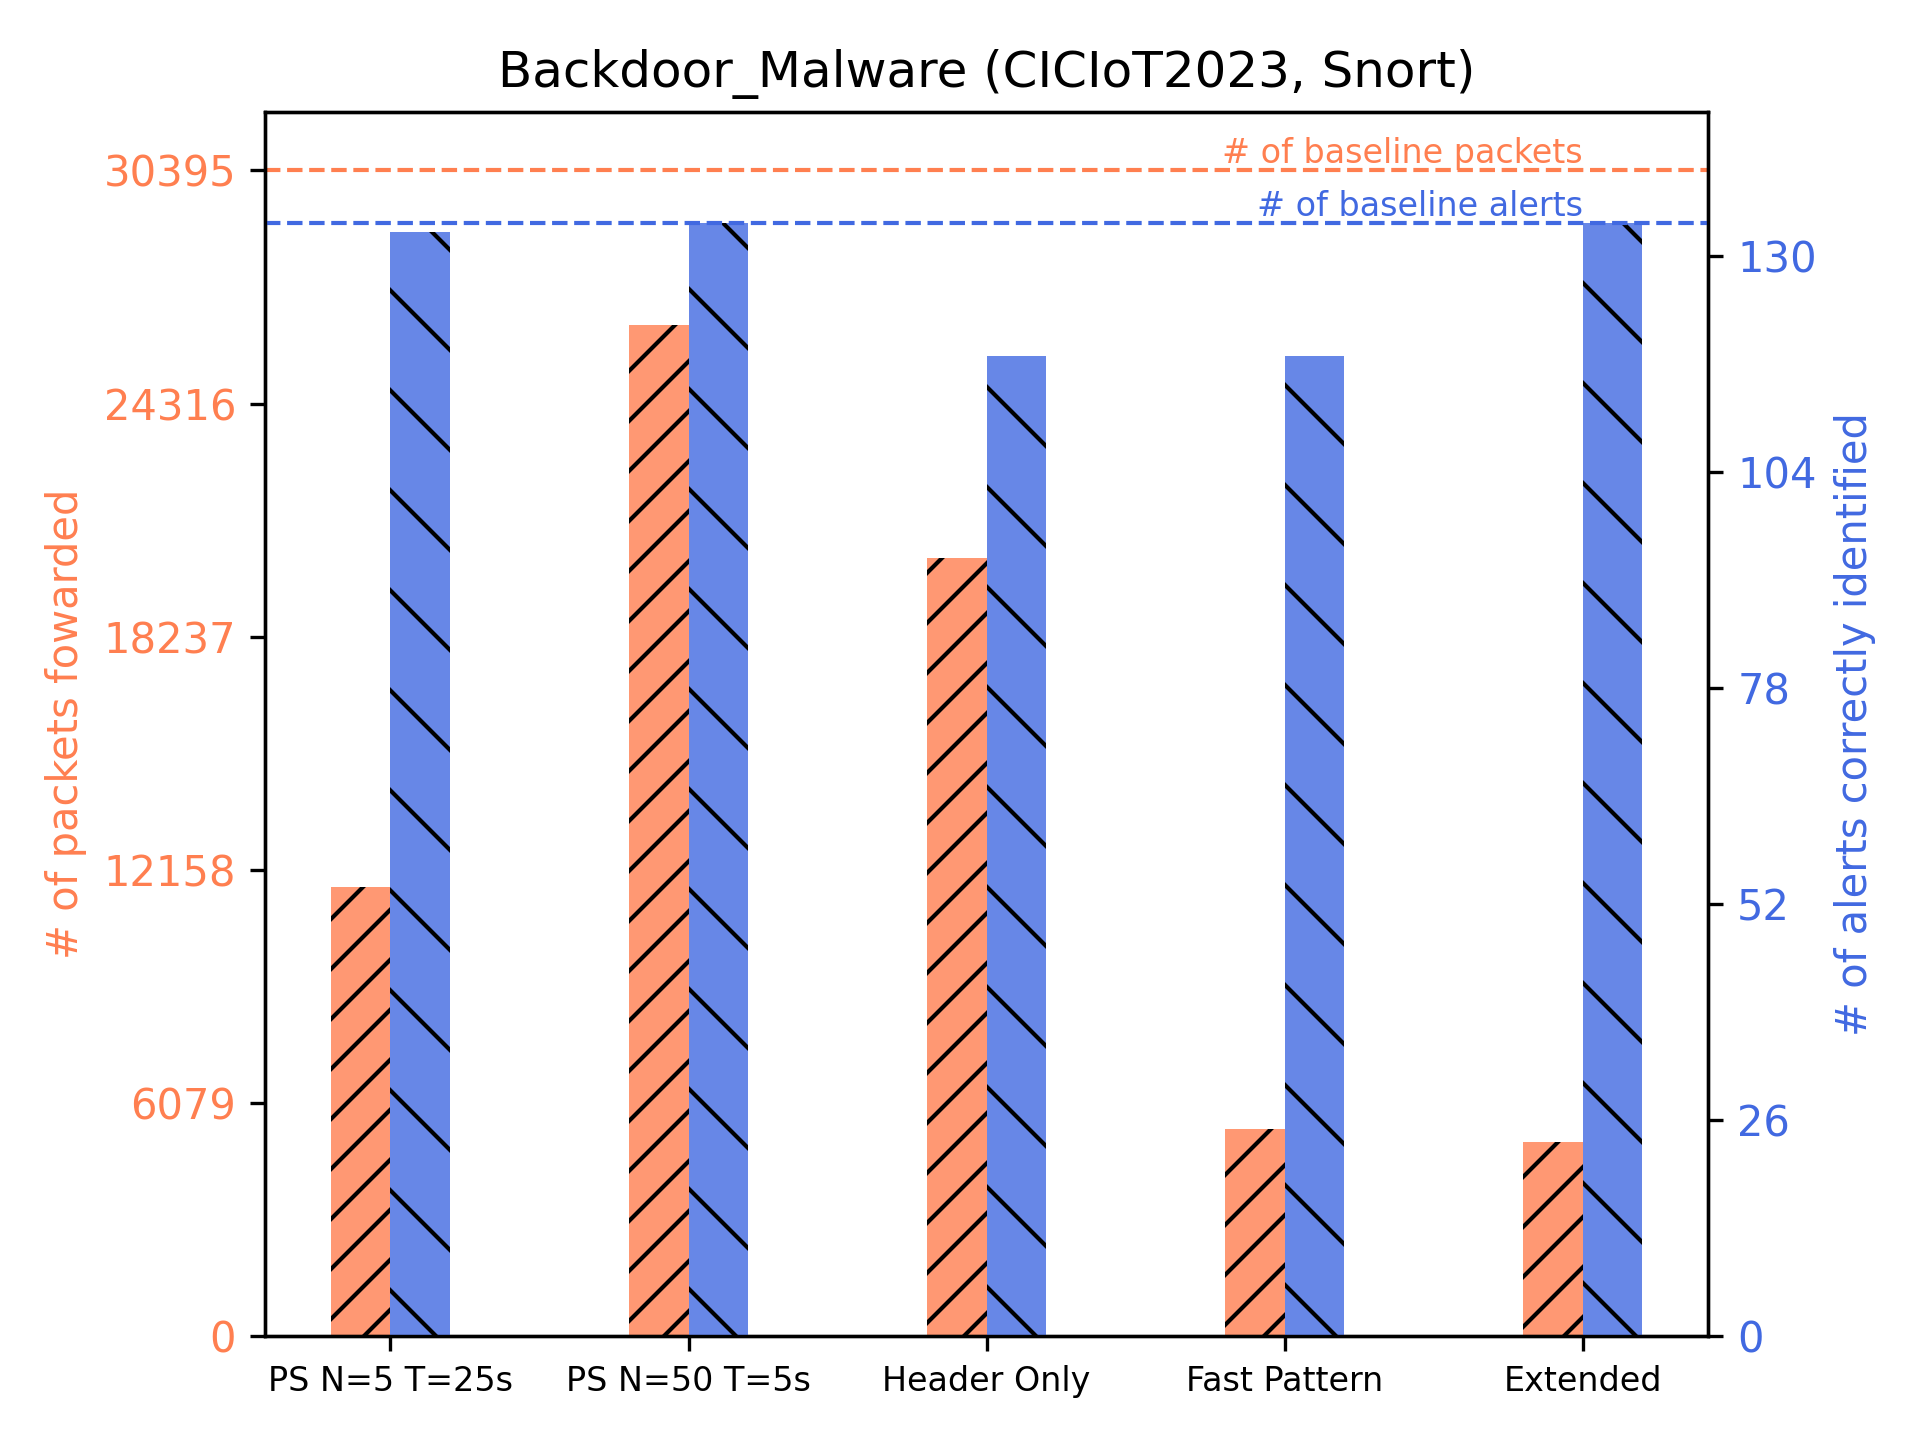 Backdoor_Malware (CICIoT2023, Snort)
# of baseline packets
# of baseline alerts
30395
24316
18237
12158
6079
0
# of packets fowarded
130
104
78
52
26
0
# of alerts correctly identified
PS N=5 T=25s
PS N=50 T=5s
Header Only
Fast Pattern
Extended